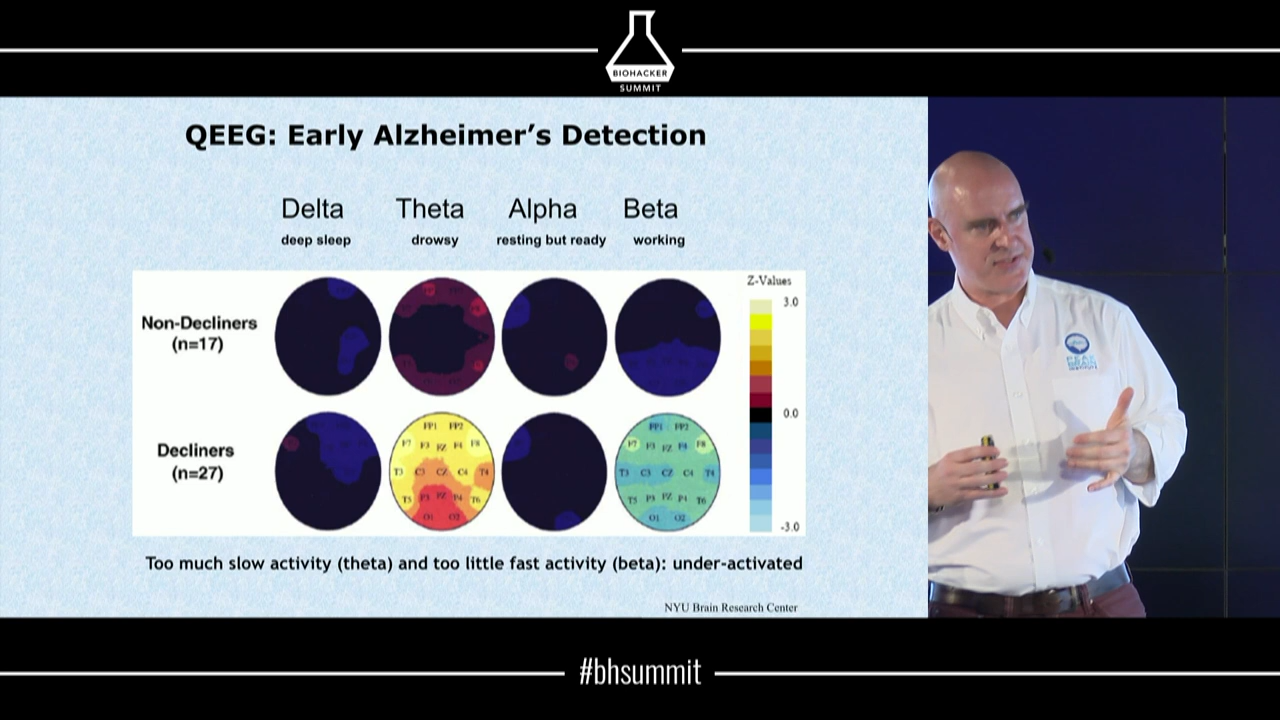 BIOHACKER
SUMMIT
QEEG: Early Alzheimer's Detection
Delta Theta Alpha Beta
deep sleep drowsy resting but ready working
Z-Values
3.0
Non-Decliners
(n=17)
0.0
FP1 FP2 FP1 FP2
F7 F3 FZ F4 F8 F7 F3 FZ F4 F8
Decliners
(n=27)
T3 C3 CZ C4 T4 T3 C3 CZ C4 T4
T5 P3 PZ P4 T6 T5 P3 PZ P4 T6
O1 O2 O1 O2
-3.0
Too much slow activity (theta) and too little fast activity (beta): under-activated
NYU Brain Research Center
PEAK
BRAIN
#bhsummit